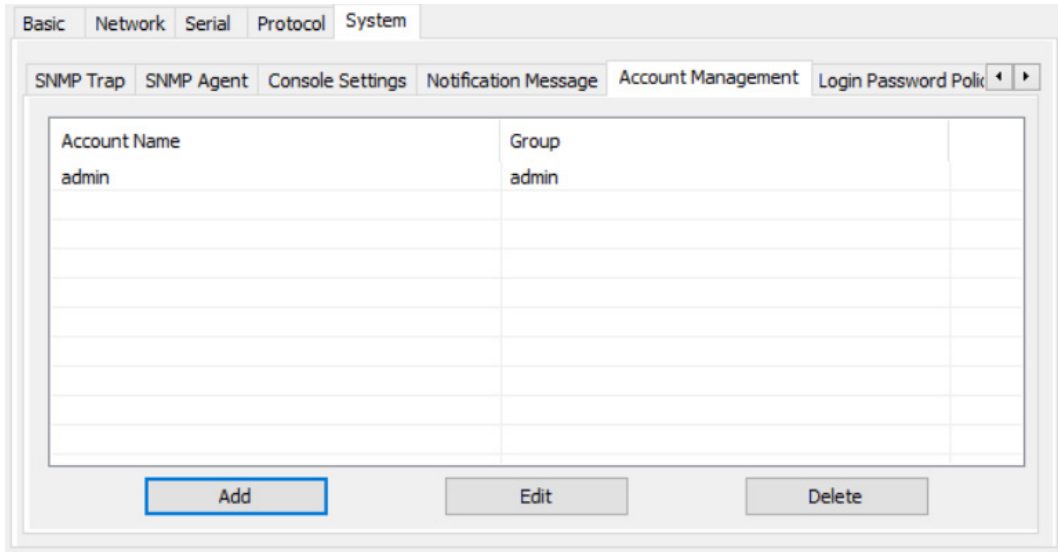 Basic Network Serial Protocol System
SNMP Trap SNMP Agent Console Settings Notification Message Account Management Login Password
Account Name Group
admin admin
Add Edit Delete